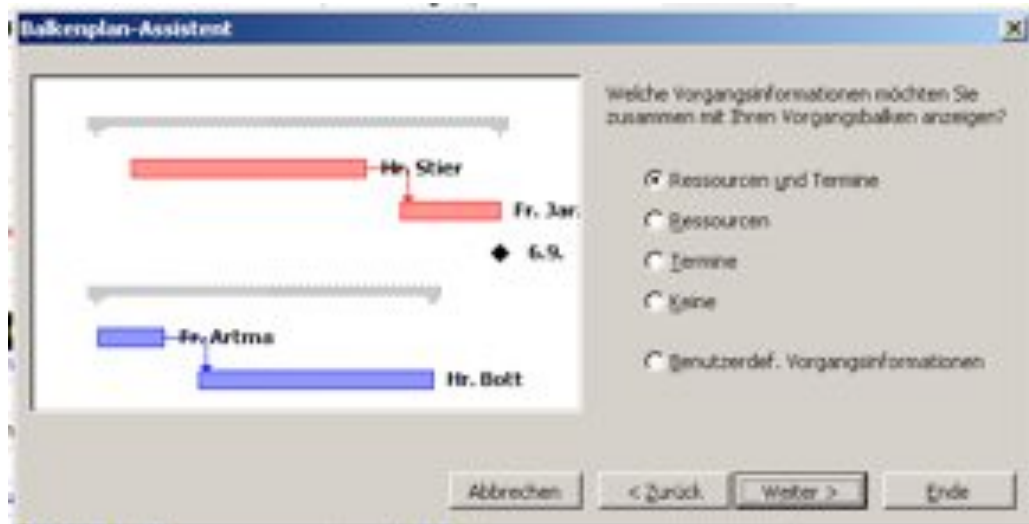 Balkenplan-Assistent
Hr. Stier
Fr. Jar.
6.9.
Fr. Artma
Hr. Bolt
Welche Vorgangsinformationen möchten Sie
zusammen mit Ihren Vorgangsbalken anzeigen?
Ressourcen und Termine
Ressourcen
Termine
Keine
Benutzerdef. Vorgangsinformationen
Abbrechen
< Zurück
Weiter >
Ende